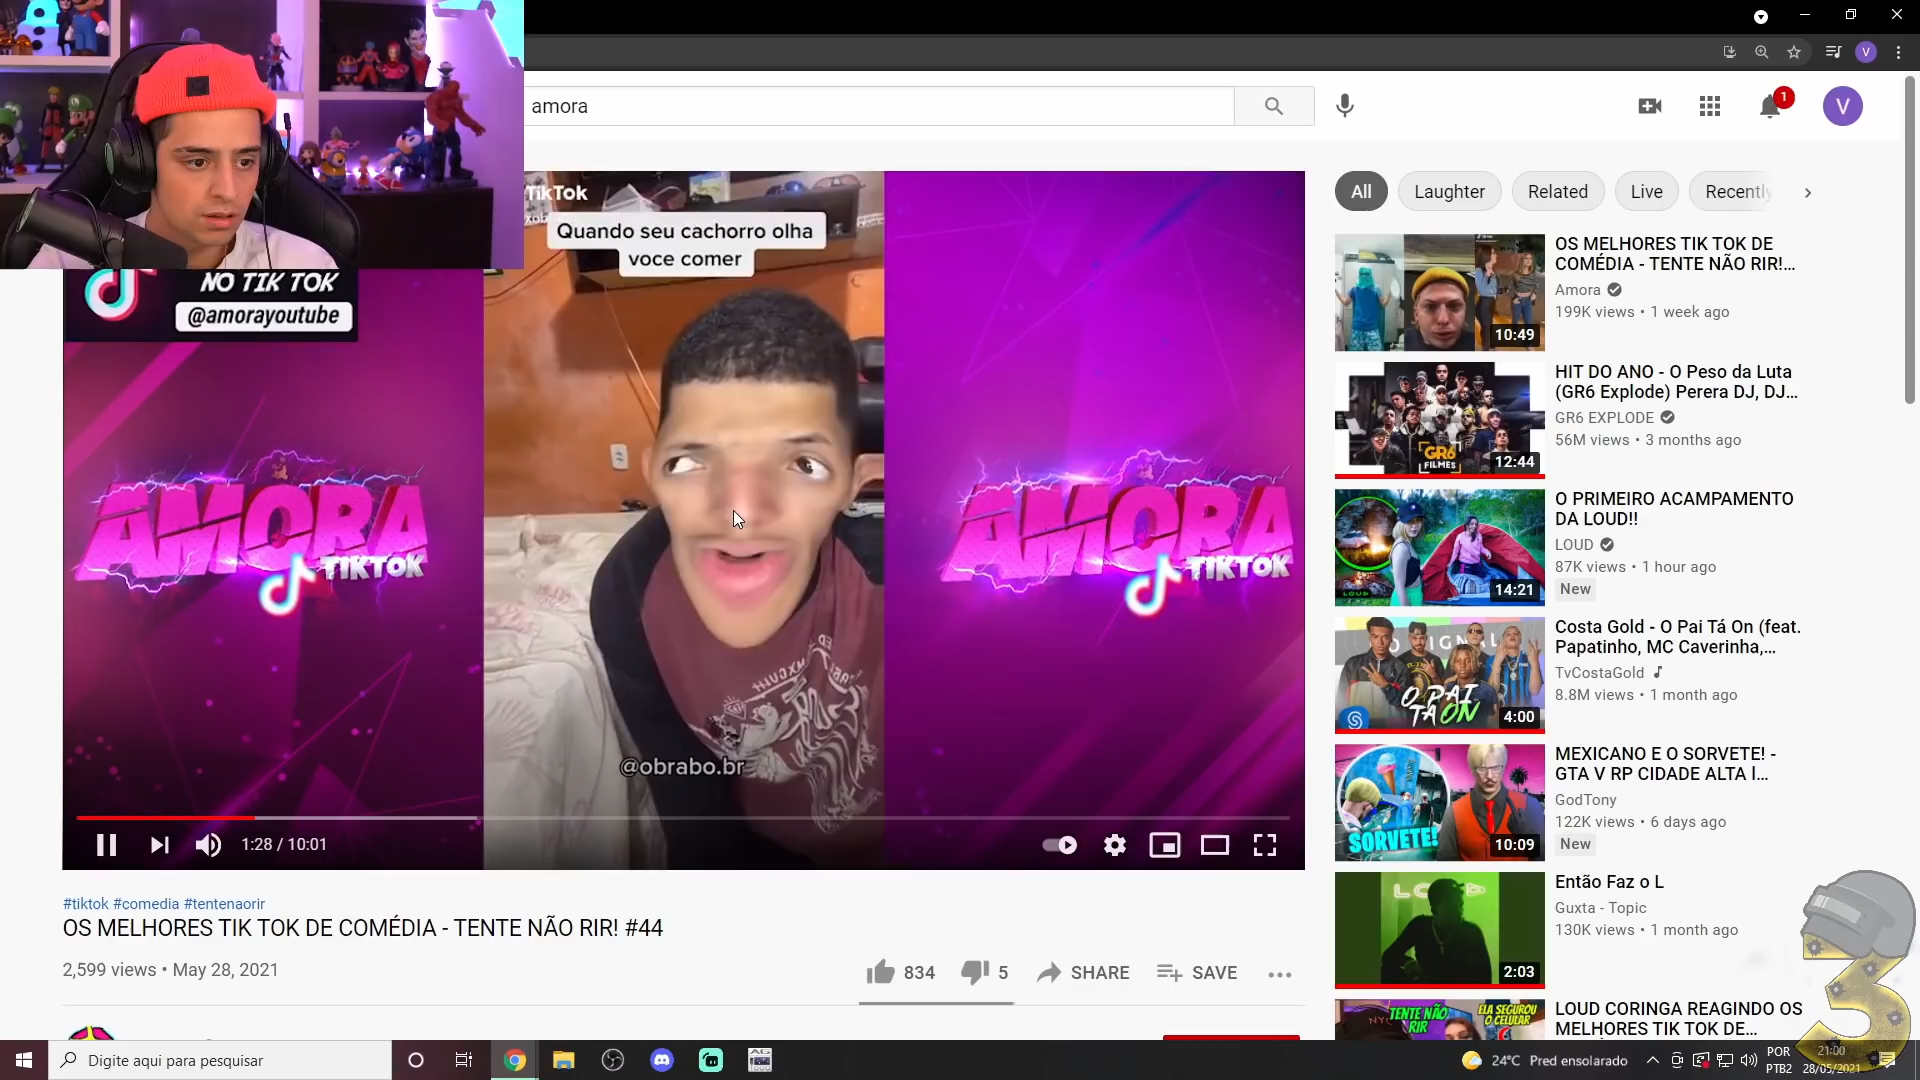 amora
1
V
V
TikTok
Quando seu cachorro olha
voce comer
NO TIK TOK
@amorayoutube
AMORA
TIKTOK
AMORA
TIKTOK
@obrabo.br
1:28 / 10:01
#tiktok #comedia #tentenaorir
OS MELHORES TIK TOK DE COMÉDIA - TENTE NÃO RIR! #44
2,599 views • May 28, 2021
834
5
SHARE
SAVE
All
Laughter
Related
Live
Recently
10:49
OS MELHORES TIK TOK DE
COMÉDIA - TENTE NÃO RIR!...
Amora
199K views • 1 week ago
GR6
FILMES
12:44
HIT DO ANO - O Peso da Luta
(GR6 Explode) Perera DJ, DJ...
GR6 EXPLODE
56M views • 3 months ago
LOUD
14:21
O PRIMEIRO ACAMPAMENTO
DA LOUD!!
LOUD
87K views • 1 hour ago
New
O PAI
TÁ ON
4:00
Costa Gold - O Pai Tá On (feat.
Papatinho, MC Caverinha,...
TvCostaGold
8.8M views • 1 month ago
SORVETE!
10:09
MEXICANO E O SORVETE! -
GTA V RP CIDADE ALTA l...
GodTony
122K views • 6 days ago
New
2:03
Então Faz o L
Guxta - Topic
130K views • 1 month ago
TENTE NÃO
RIR
ELA SEGUROU
O CELULAR
LOUD CORINGA REAGINDO OS
MELHORES TIK TOK DE...
3
Digite aqui para pesquisar
24°C Pred ensolarado
POR
PTB2
21:00
28/05/2021